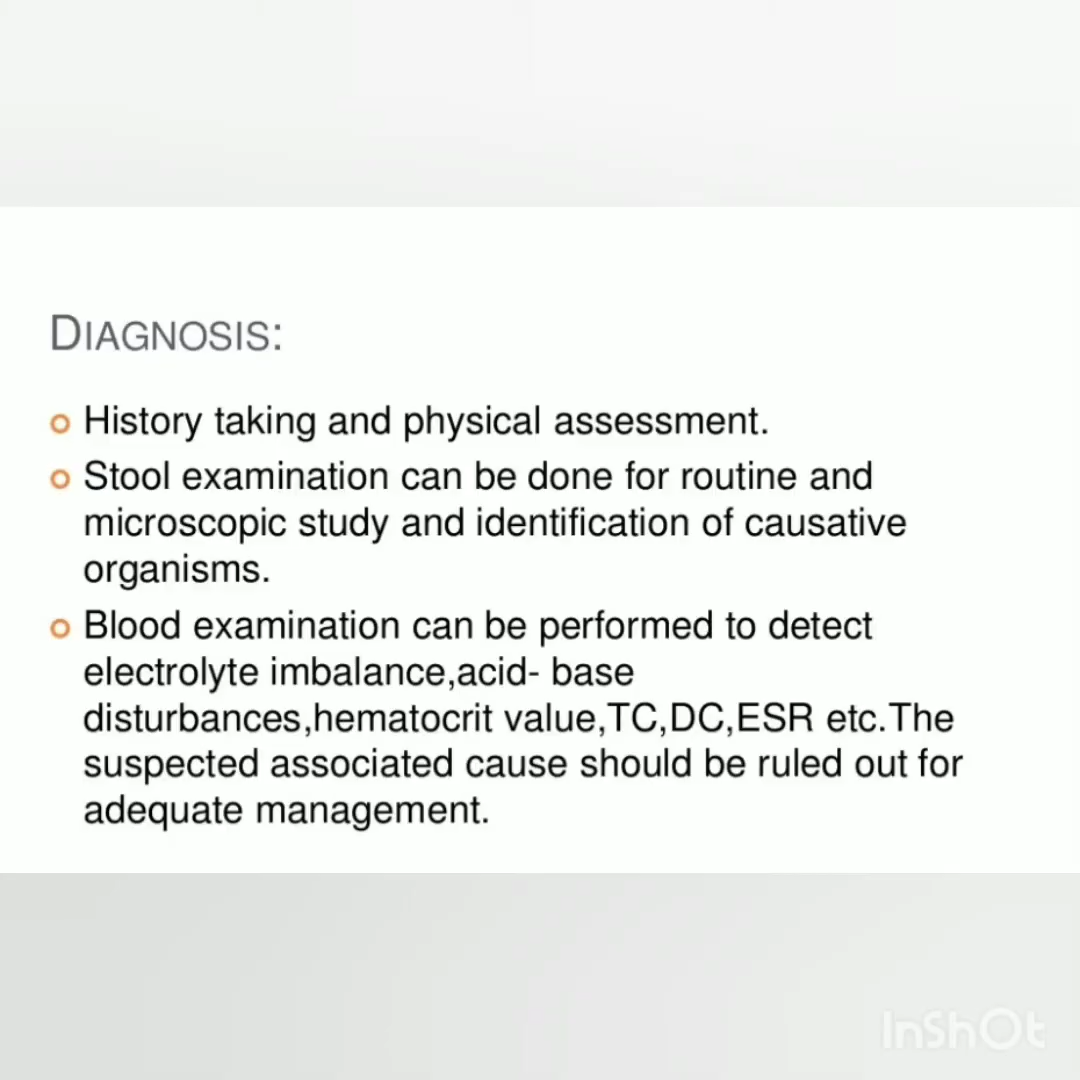 DIAGNOSIS:
History taking and physical assessment.
Stool examination can be done for routine and
microscopic study and identification of causative
organisms.
Blood examination can be performed to detect
electrolyte imbalance,acid- base
disturbances,hematocrit value,TC,DC,ESR etc.The
suspected associated cause should be ruled out for
adequate management.
InShOt